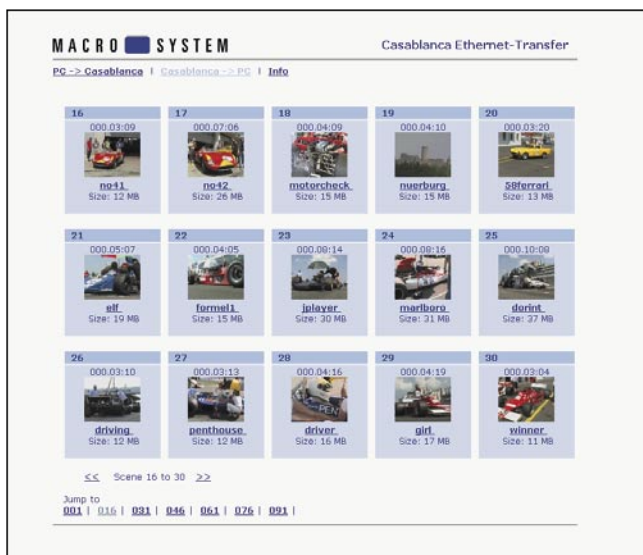 MACRO SYSTEM
Casablanca Ethernet-Transfer
PC -> Casablanca | Casablanca -> PC | Info
16 17 18 19 20
000.03:09 000.07:06 000.04:09 000.04:10 000.03:20
no41 no42 motorcheck nuerburg 58ferrari
Size: 12 MB Size: 26 MB Size: 15 MB Size: 15 MB Size: 13 MB
21 22 23 24 25
000.05:07 000.04:05 000.08:14 000.08:16 000.10:08
elf formel1 jplayer marlboro dorint
Size: 19 MB Size: 15 MB Size: 30 MB Size: 31 MB Size: 37 MB
26 27 28 29 30
000.03:10 000.03:13 000.04:16 000.04:19 000.03:04
driving penthouse driver girl winner
Size: 12 MB Size: 12 MB Size: 16 MB Size: 17 MB Size: 11 MB
<< Scene 16 to 30 >>
Jump to
001 | 016 | 031 | 046 | 061 | 076 | 091 |